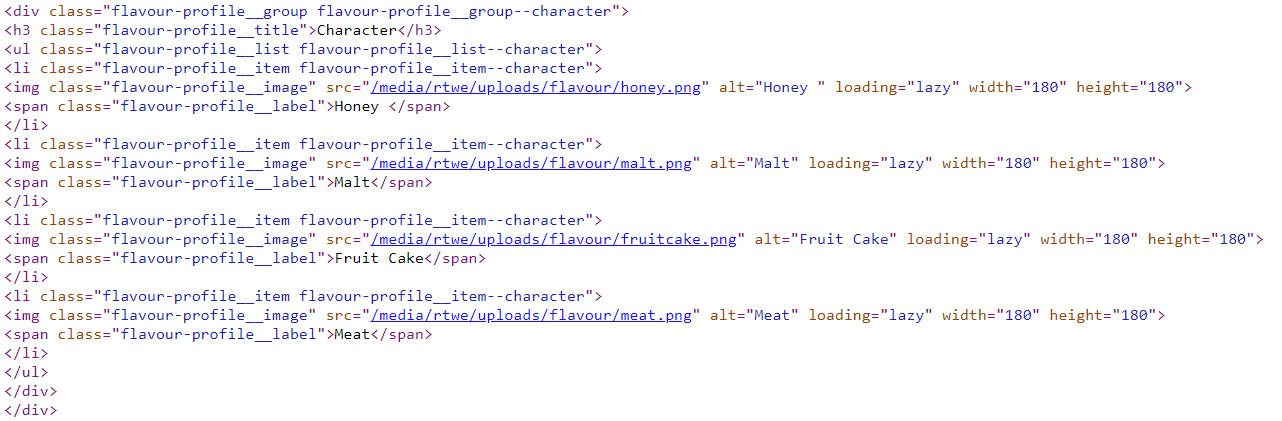 <div class="flavour-profile__group flavour-profile__group--character">
<h3 class="flavour-profile__title">Character</h3>
<ul class="flavour-profile__list flavour-profile__list--character">
<li class="flavour-profile__item flavour-profile__item--character">
<img class="flavour-profile__image" src="/media/rtwe/uploads/flavour/honey.png" alt="Honey " loading="lazy" width="180" height="180">
<span class="flavour-profile__label">Honey </span>
</li>
<li class="flavour-profile__item flavour-profile__item--character">
<img class="flavour-profile__image" src="/media/rtwe/uploads/flavour/malt.png" alt="Malt" loading="lazy" width="180" height="180">
<span class="flavour-profile__label">Malt</span>
</li>
<li class="flavour-profile__item flavour-profile__item--character">
<img class="flavour-profile__image" src="/media/rtwe/uploads/flavour/fruitcake.png" alt="Fruit Cake" loading="lazy" width="180" height="180">
<span class="flavour-profile__label">Fruit Cake</span>
</li>
<li class="flavour-profile__item flavour-profile__item--character">
<img class="flavour-profile__image" src="/media/rtwe/uploads/flavour/meat.png" alt="Meat" loading="lazy" width="180" height="180">
<span class="flavour-profile__label">Meat</span>
</li>
</ul>
</div>
</div>